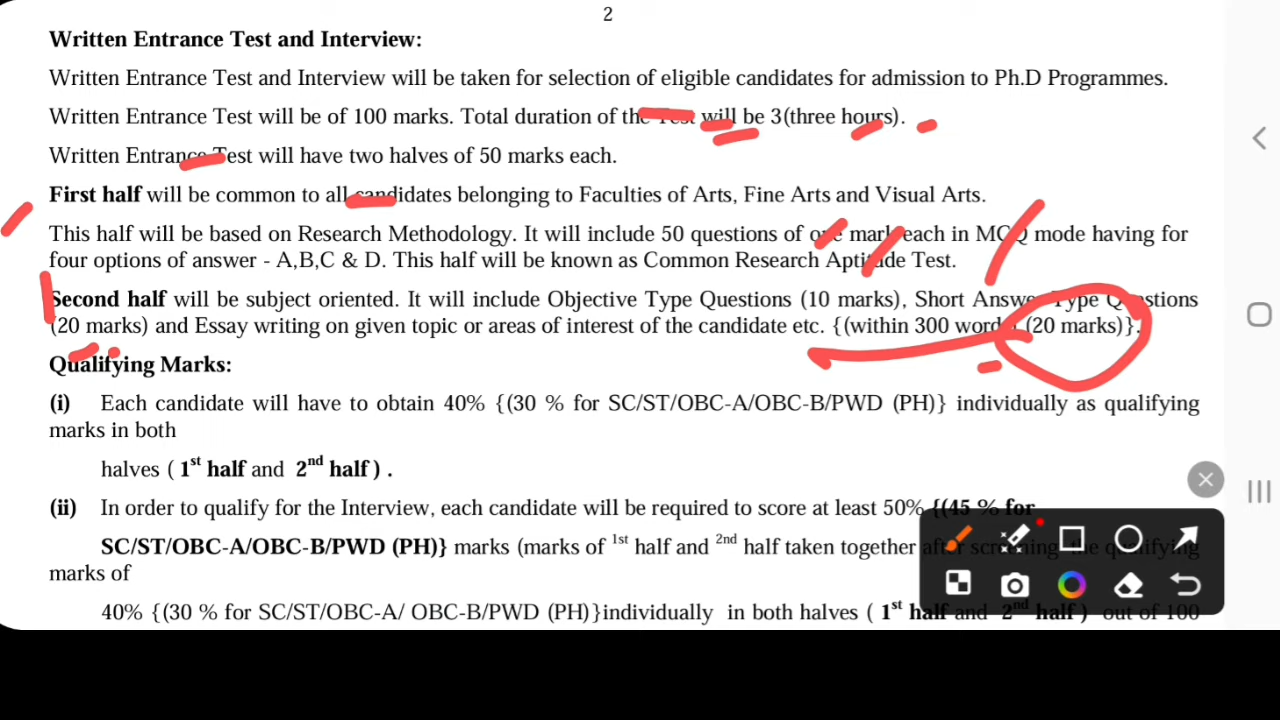 2
Written Entrance Test and Interview:
Written Entrance Test and Interview will be taken for selection of eligible candidates for admission to Ph.D Programmes.
Written Entrance Test will be of 100 marks. Total duration of the Test will be 3(three hours).
Written Entrance Test will have two halves of 50 marks each.
First half will be common to all candidates belonging to Faculties of Arts, Fine Arts and Visual Arts.
This half will be based on Research Methodology. It will include 50 questions of one mark each in MCQ mode having for
four options of answer - A,B,C & D. This half will be known as Common Research Aptitude Test.
Second half will be subject oriented. It will include Objective Type Questions (10 marks), Short Answer Type Questions
(20 marks) and Essay writing on given topic or areas of interest of the candidate etc. {(within 300 words) (20 marks)}.
Qualifying Marks:
(i) Each candidate will have to obtain 40% {(30 % for SC/ST/OBC-A/OBC-B/PWD (PH)} individually as qualifying
marks in both
halves ( 1st half and 2nd half ) .
(ii) In order to qualify for the Interview, each candidate will be required to score at least 50% {(45 % for
SC/ST/OBC-A/OBC-B/PWD (PH)} marks (marks of 1st half and 2nd half taken together after screening the qualifying
marks of
40% {(30 % for SC/ST/OBC-A/ OBC-B/PWD (PH)}individually in both halves ( 1st half and 2nd half ) out of 100